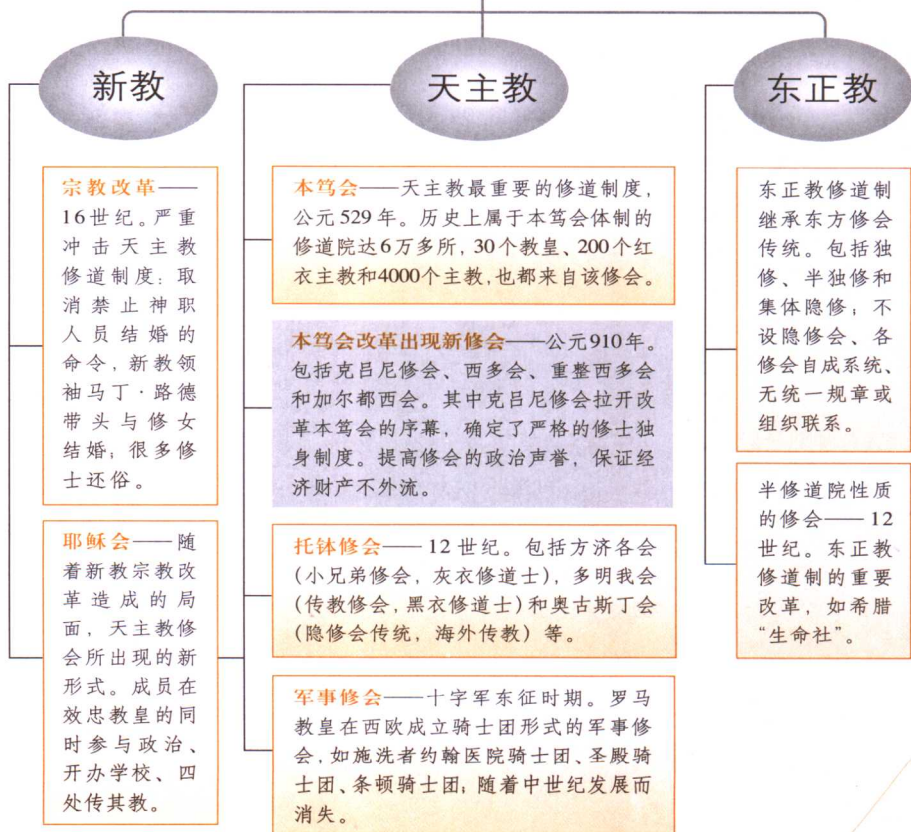 新教
天主教
东正教
宗教改革——
16世纪。严重
冲击天主教
修道制度：取
消禁止神职
人员结婚的
命令，新教领
袖马丁·路德
带头与修女
结婚；很多修
士还俗。
耶稣会——随
着新教宗教改
革造成的局
面，天主教修
会所出现的新
形式。成员在
效忠教皇的同
时参与政治、
开办学校、四
处传其教。
本笃会——天主教最重要的修道制度，
公元529年。历史上属于本笃会体制的
修道院达6万多所，30个教皇、200个红
衣主教和4000个主教，也都来自该修会。
本笃会改革出现新修会——公元910年。
包括克吕尼修会、西多会、重整西多会
和加尔都西会。其中克吕尼修会拉开改
革本笃会的序幕，确定了严格的修士独
身制度。提高修会的政治声誉，保证经
济财产不外流。
托钵修会——12世纪。包括方济各会
（小兄弟修会，灰衣修道士），多明我会
（传教修会，黑衣修道士）和奥古斯丁会
（隐修会传统，海外传教）等。
军事修会——十字军东征时期。罗马
教皇在西欧成立骑士团形式的军事修
会，如施洗者约翰医院骑士团、圣殿骑
士团、条顿骑士团；随着中世纪发展而
消失。
东正教修道制
继承东方修会
传统。包括独
修、半独修和
集体隐修；不
设隐修会、各
修会自成系统、
无统一规章或
组织联系。
半修道院性质
的修会——12
世纪。东正教
修道制的重要
改革，如希腊
“生命社”。